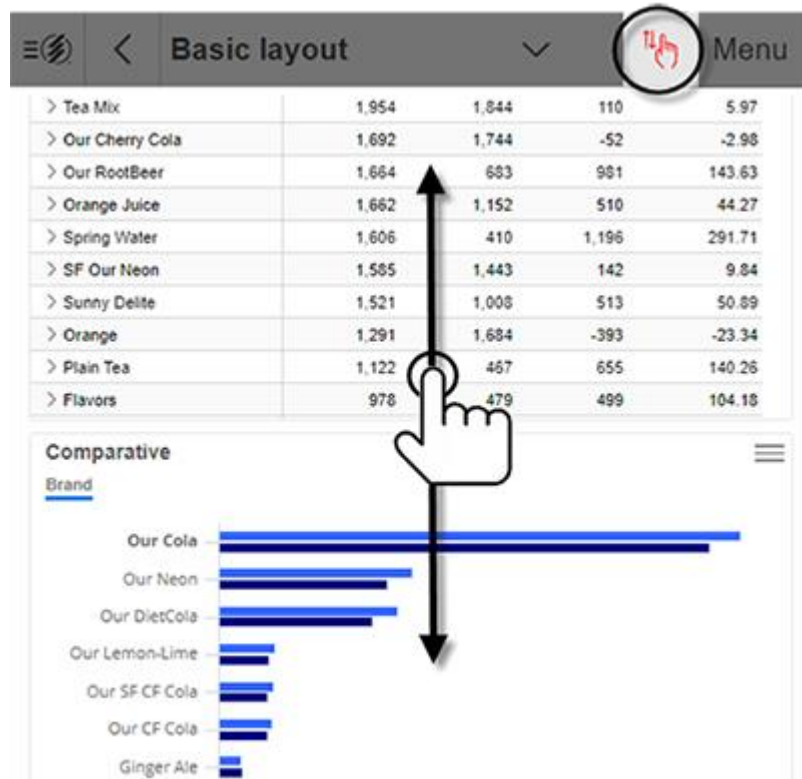 Basic layout Menu
> Tea Mix 1,954 1,844 110 5.97
> Our Cherry Cola 1,692 1,744 -52 -2.98
> Our RootBeer 1,664 683 981 143.63
> Orange Juice 1,662 1,152 510 44.27
> Spring Water 1,606 410 1,196 291.71
> SF Our Neon 1,585 1,443 142 9.84
> Sunny Delite 1,521 1,008 513 50.89
> Orange 1,291 1,684 -393 -23.34
> Plain Tea 1,122 467 655 140.26
> Flavors 978 479 499 104.18
Comparative
Brand
Our Cola
Our Neon
Our DietCola
Our Lemon-Lime
Our SF CF Cola
Our CF Cola
Ginger Ale